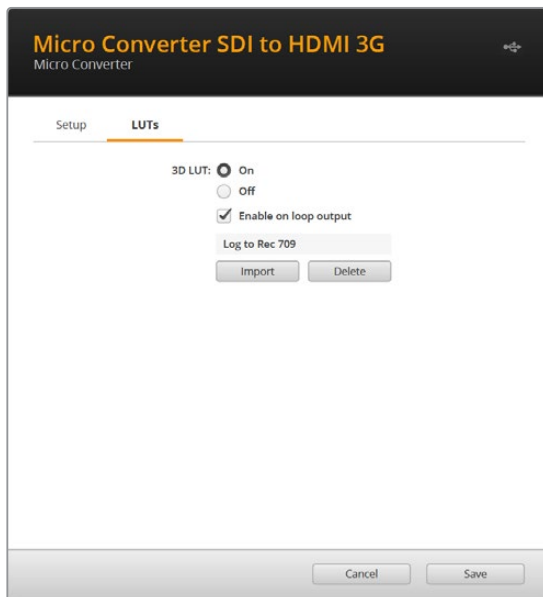 Micro Converter SDI to HDMI 3G
Micro Converter
Setup LUTs
3D LUT: On
Off
Enable on loop output
Log to Rec 709
Import Delete
Cancel Save